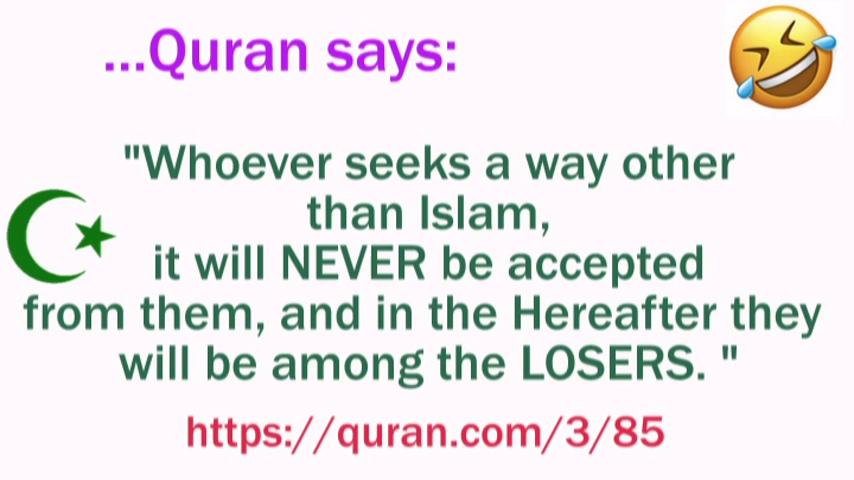 ...Quran says:
"Whoever seeks a way other
than Islam,
it will NEVER be accepted
from them, and in the Hereafter they
will be among the LOSERS. "
https://quran.com/3/85